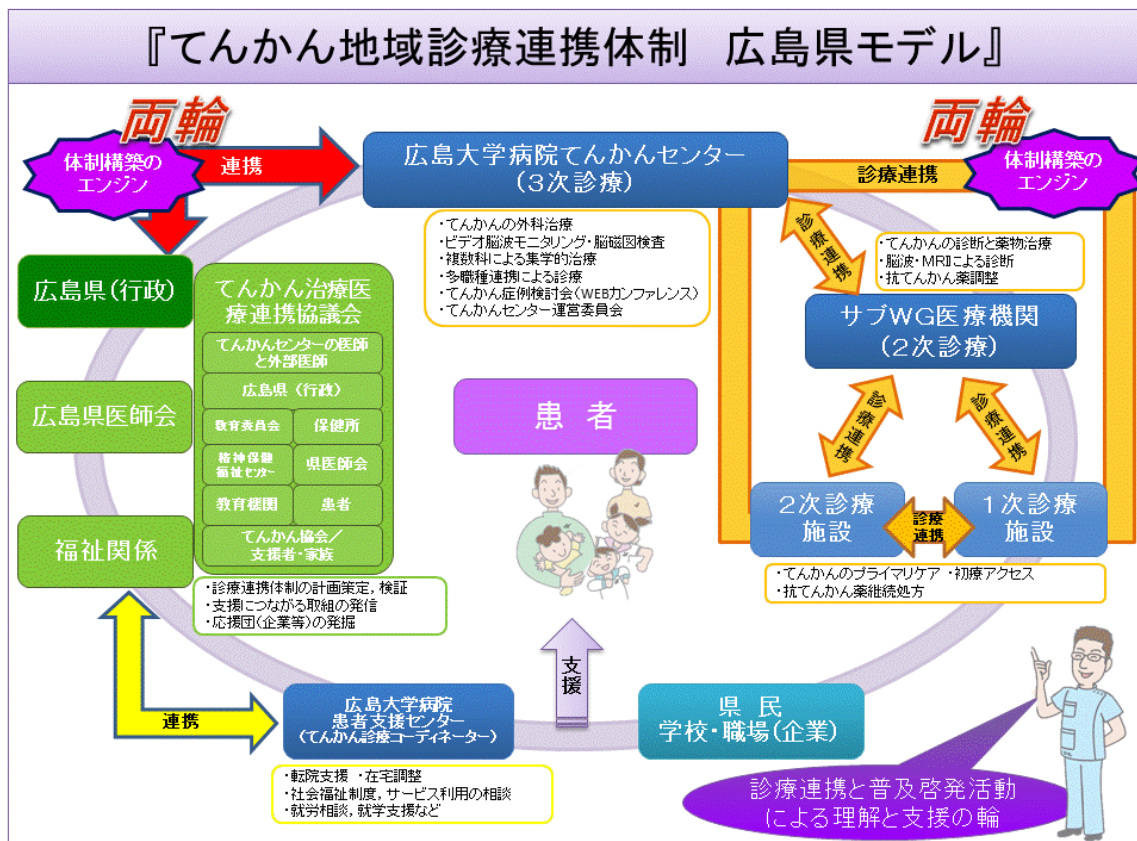 『てんかん地域診療連携体制　広島県モデル』
両輪
体制構築の
エンジン
連携
広島大学病院てんかんセンター
（３次診療）
診療連携
両輪
体制構築の
エンジン
・てんかんの外科治療
・ビデオ脳波モニタリング・脳磁図検査
・複数科による集学的治療
・多職種連携による診療
・てんかん症例検討会（WEBカンファレンス）
・てんかんセンター運営委員会
診療連携
・てんかんの診断と薬物治療
・脳波・MRIによる診断
・抗てんかん薬調整
サブWG医療機関
（２次診療）
診療連携
診療連携
２次診療
施設
診療
連携
１次診療
施設
・てんかんのプライマリケア ・初療アクセス
・抗てんかん薬継続処方
広島県（行政）
広島県医師会
福祉関係
てんかん治療医
療連携協議会
てんかんセンターの医師
と外部医師
広島県（行政）
教育委員会
保健所
精神保健
福祉センター
県医師会
教育機関
患者
てんかん協会／
支援者・家族
・診療連携体制の計画策定，検証
・支援につながる取組の発信
・応援団（企業等）の発掘
患者
支援
連携
広島大学病院
患者支援センター
（てんかん診療コーディネーター）
・転院支援 ・在宅調整
・社会福祉制度，サービス利用の相談
・就労相談，就学支援など
県 民
学校・職場（企業）
診療連携と普及啓発活動
による理解と支援の輪